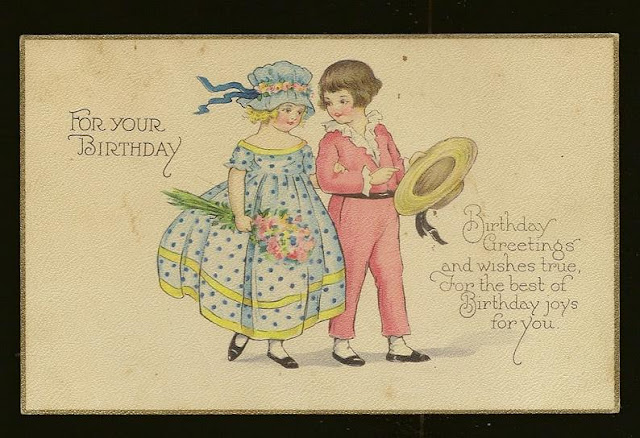 FOR YOUR
BIRTHDAY
Birthday
Greetings
and wishes true,
For the best of
Birthday joys
for you.